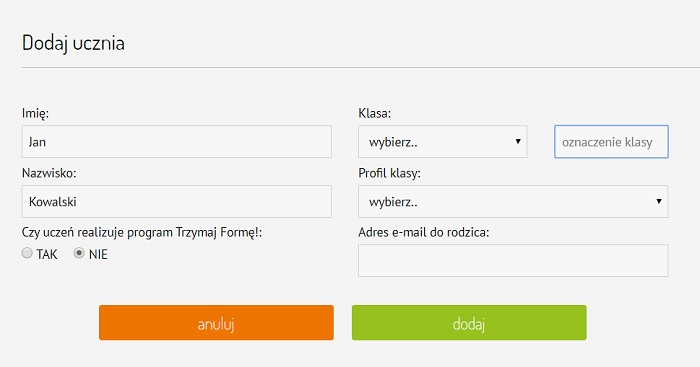 Dodaj ucznia
Imię:
Jan
Klasa:
wybierz..
oznaczenie klasy
Nazwisko:
Kowalski
Profil klasy:
wybierz..
Czy uczeń realizuje program Trzymaj Formę!:
TAK NIE
Adres e-mail do rodzica:
anuluj
dodaj